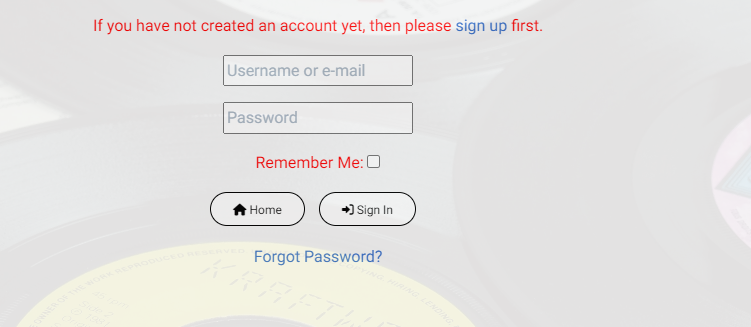 If you have not created an account yet, then please sign up first.
Username or e-mail
Password
Remember Me:
Home
Sign In
Forgot Password?
KRAFTWE